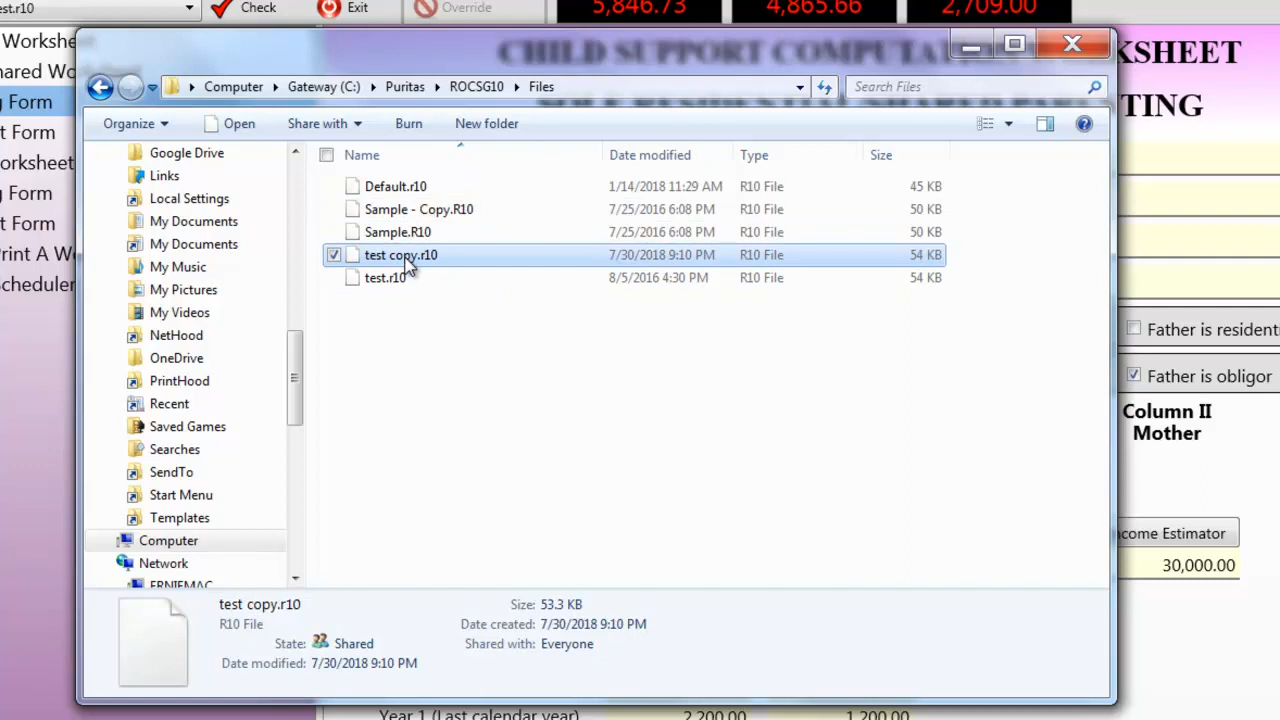 est.r10 Check Exit Override 5,846.73 4,865.66 2,709.00
CHILD SUPPORT COMPUTAT KSHEET
TING
Worksheet
hared Wo
g Form
t Form
orksheet
g Form
t Form
Print A Wo
Scheduler
Computer Gateway (C:) Puritas ROCSG10 Files Search Files
Organize Open Share with Burn New folder
Name Date modified Type Size
Default.r10 1/14/2018 11:29 AM R10 File 45 KB
Sample - Copy.R10 7/25/2016 6:08 PM R10 File 50 KB
Sample.R10 7/25/2016 6:08 PM R10 File 50 KB
test copy.r10 7/30/2018 9:10 PM R10 File 54 KB
test.r10 8/5/2016 4:30 PM R10 File 54 KB
Google Drive
Links
Local Settings
My Documents
My Documents
My Music
My Pictures
My Videos
NetHood
OneDrive
PrintHood
Recent
Saved Games
Searches
SendTo
Start Menu
Templates
Computer
Network
ERNIEMAC
test copy.r10
R10 File
State: Shared
Date modified: 7/30/2018 9:10 PM
Size: 53.3 KB
Date created: 7/30/2018 9:10 PM
Shared with: Everyone
Father is residenti
Father is obligor
Column II
Mother
come Estimator
30,000.00
Year 1 (Last calendar year) 2,200.00 1,200.00